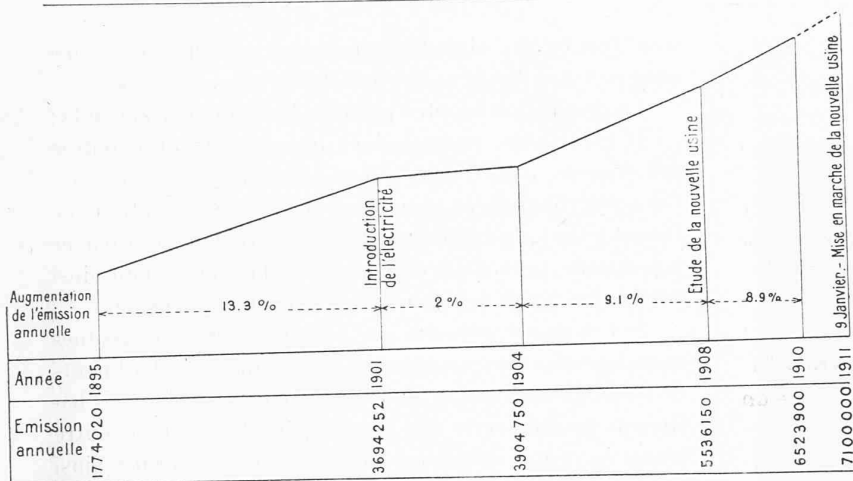 Introduction
de l'électricité
Etude de la nouvelle usine
9 Janvier.- Mise en marche de la nouvelle usine
Augmentation
de l'émission
annuelle
13.3 %
2 %
9.1 %
8.9 %
Année
1895
1901
1904
1908
1910
1911
Emission
annuelle
1774020
3694252
3904750
5536150
6523900
7100000